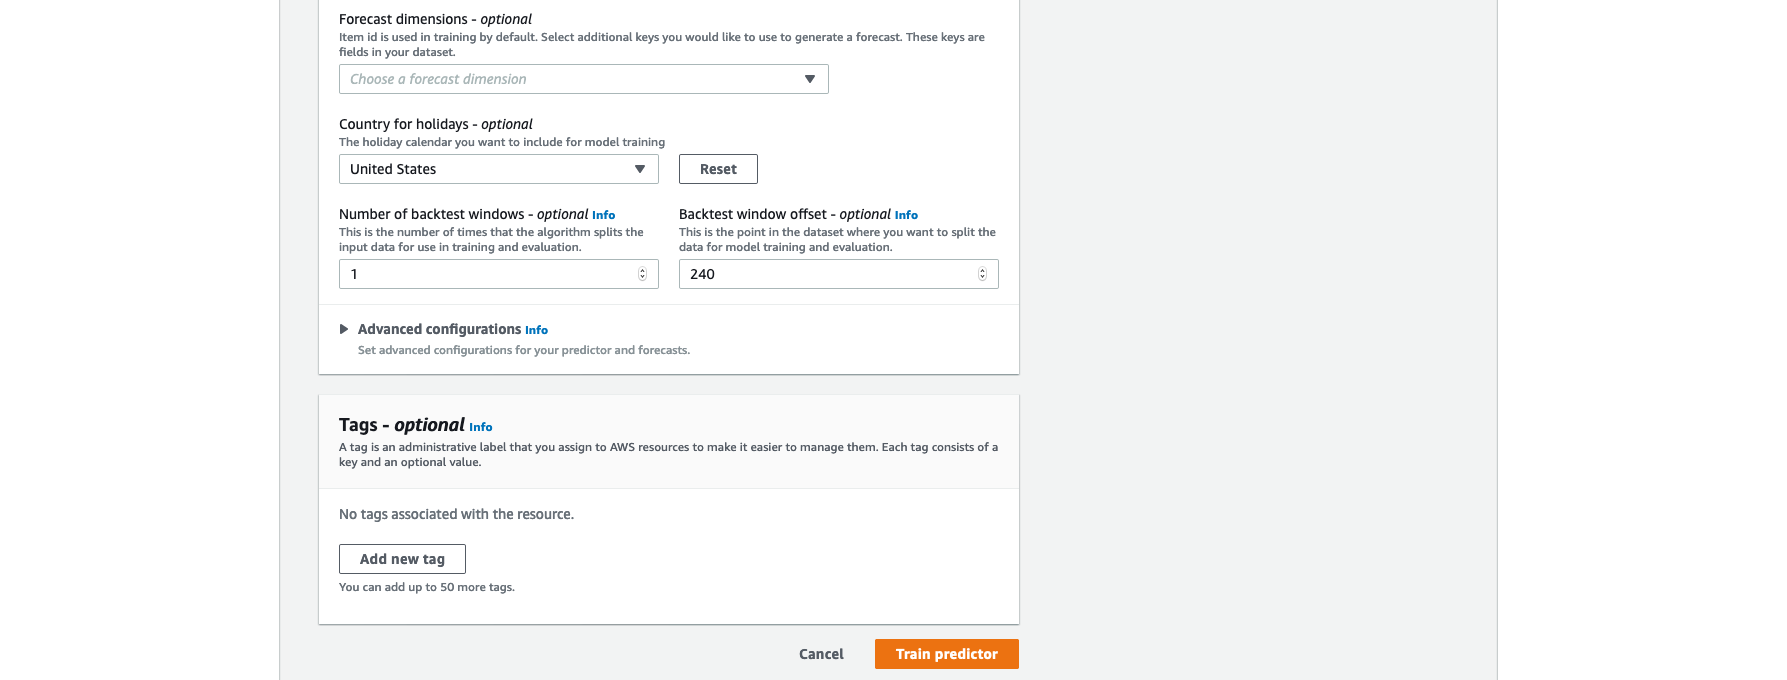 Forecast dimensions - optional
Item id is used in training by default. Select additional keys you would like to use to generate a forecast. These keys are
fields in your dataset.
Choose a forecast dimension
Country for holidays - optional
The holiday calendar you want to include for model training
United States
Reset
Number of backtest windows - optional Info
This is the number of times that the algorithm splits the
input data for use in training and evaluation.
1
Backtest window offset - optional Info
This is the point in the dataset where you want to split the
data for model training and evaluation.
240
Advanced configurations Info
Set advanced configurations for your predictor and forecasts.
Tags - optional Info
A tag is an administrative label that you assign to AWS resources to make it easier to manage them. Each tag consists of a
key and an optional value.
No tags associated with the resource.
Add new tag
You can add up to 50 more tags.
Cancel
Train predictor